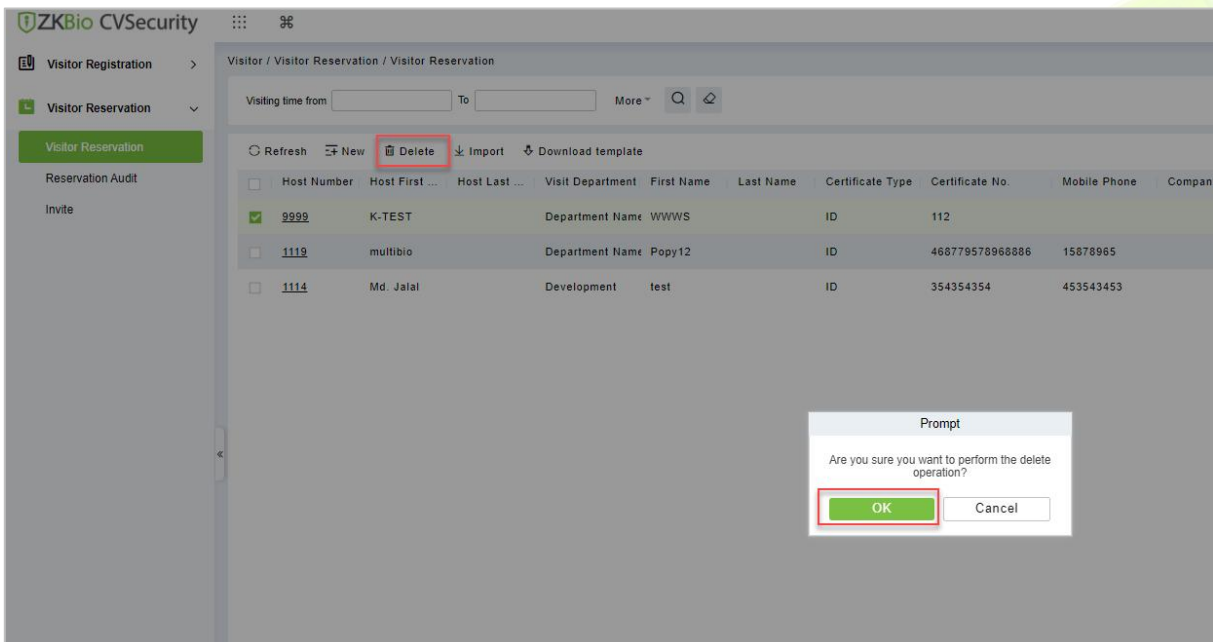 ZKBio CVSecurity
Visitor Registration
Visitor Reservation
Visitor Reservation
Reservation Audit
Invite
Visitor / Visitor Reservation / Visitor Reservation
Visiting time from To More
Refresh New Delete Import Download template
Host Number Host First ... Host Last ... Visit Department First Name Last Name Certificate Type Certificate No. Mobile Phone Compan
9999 K-TEST Department Name WWWS ID 112
1119 multibio Department Name Popy12 ID 468779578968886 15878965
1114 Md. Jalal Development test ID 354354354 453543453
Prompt
Are you sure you want to perform the delete
operation?
OK Cancel